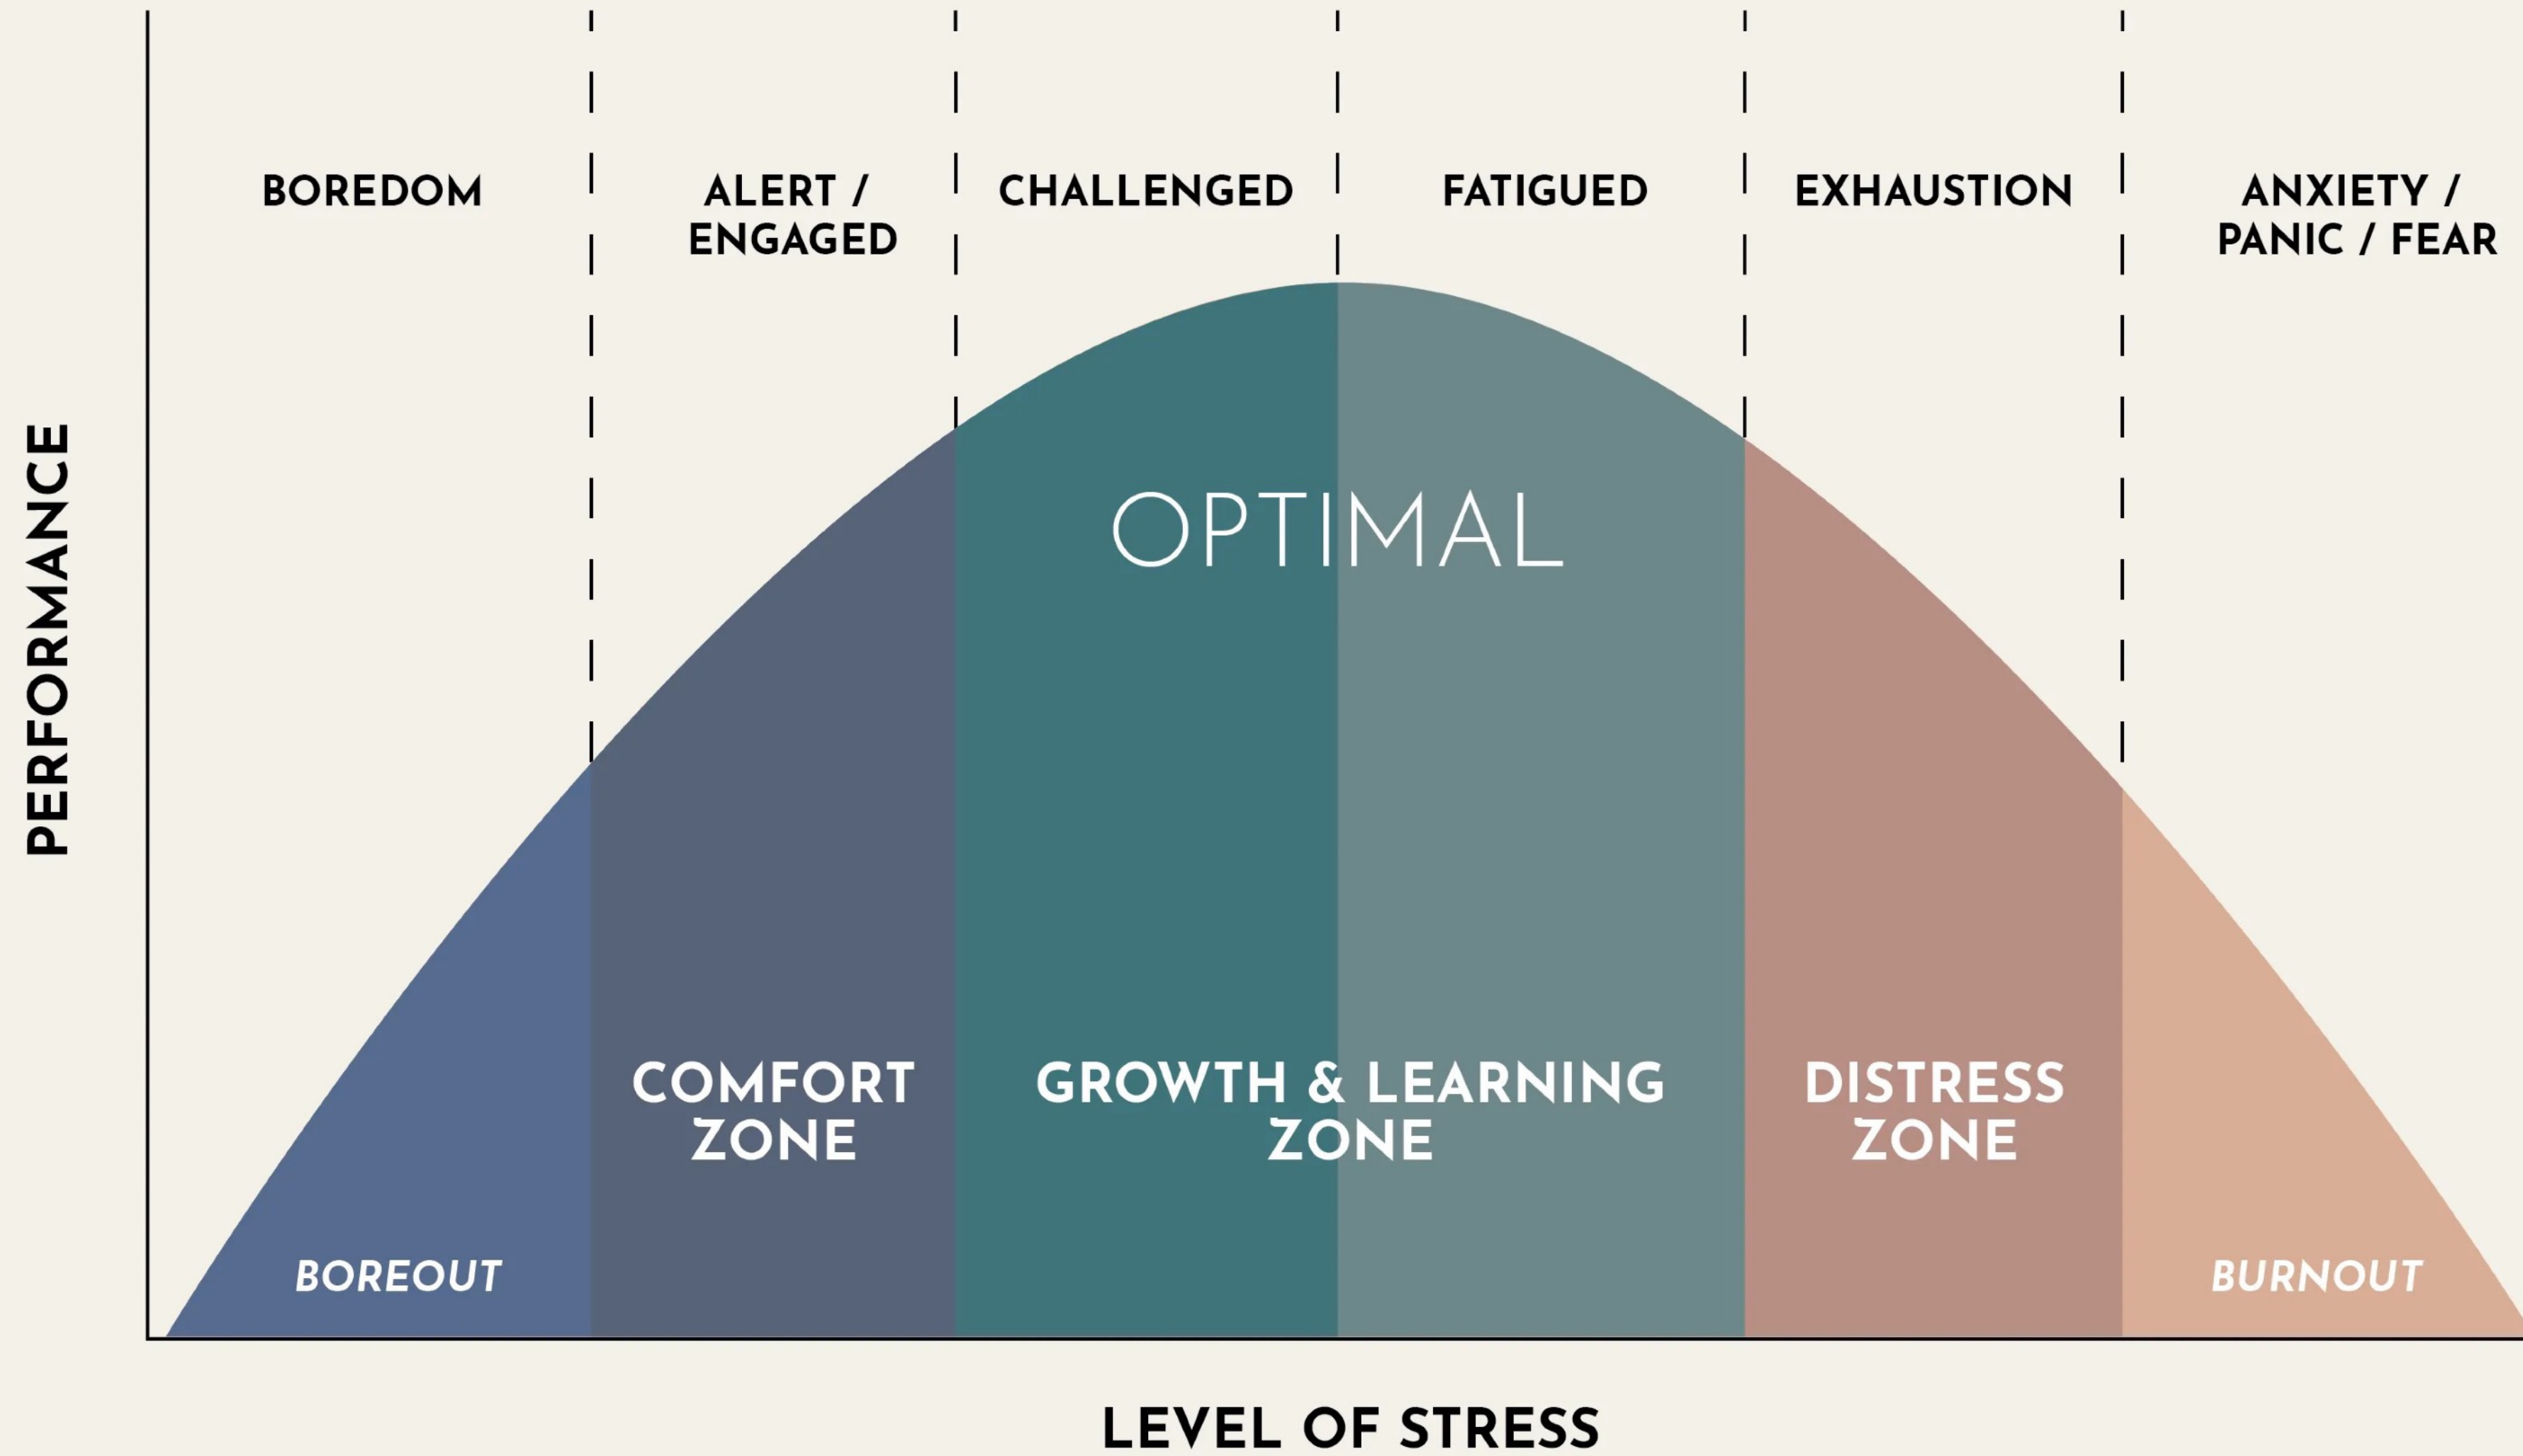 BOREDOM
ALERT /
ENGAGED
CHALLENGED
FATIGUED
EXHAUSTION
ANXIETY /
PANIC / FEAR
PERFORMANCE
OPTIMAL
COMFORT
ZONE
GROWTH & LEARNING
ZONE
DISTRESS
ZONE
BOREOUT
BURNOUT
LEVEL OF STRESS